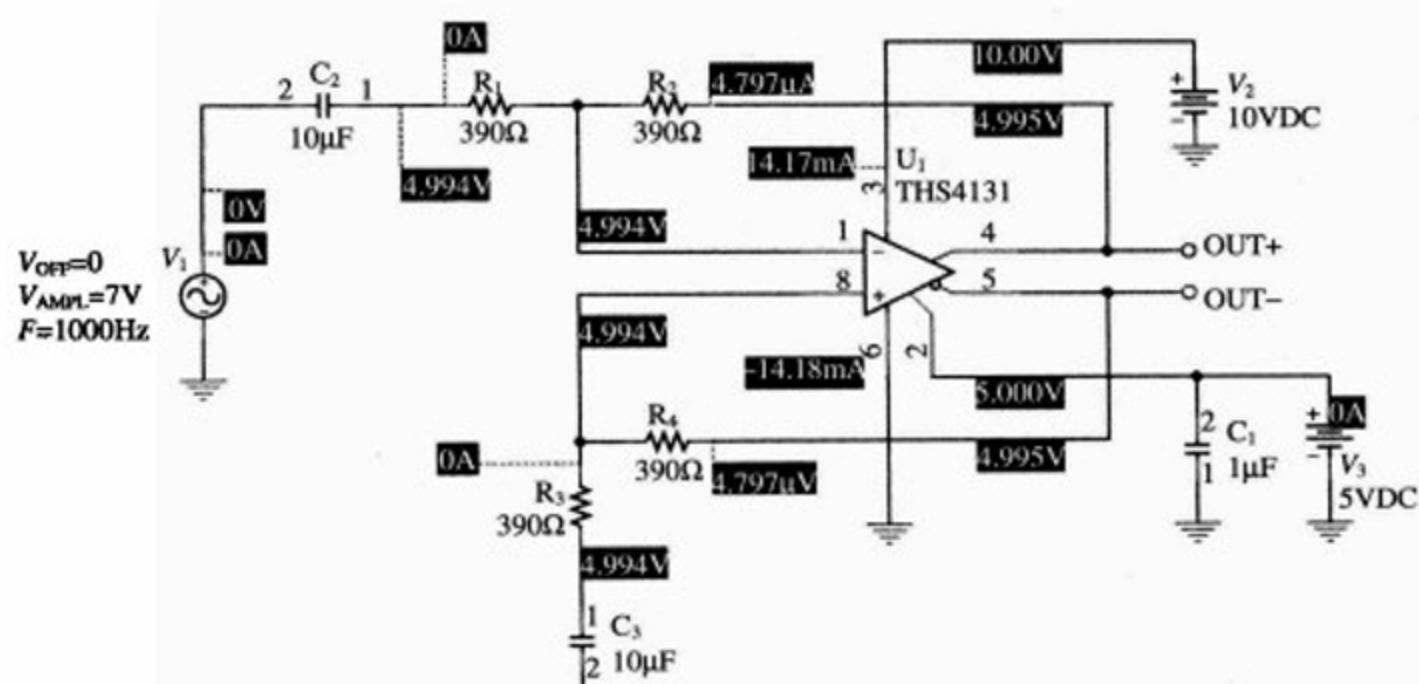 0A
10.00V
C₂
2
1
10µF
R₁
390Ω
R₂
390Ω
4.797µA
4.995V
V₂
10VDC
14.17mA
U₁
THS4131
3
4.994V
0V
0A
4.994V
1
4
OUT+
V₁
V_OFF=0
V_AMPL=7V
F=1000Hz
8
5
OUT−
4.994V
6
2
-14.18mA
5.000V
0A
R₄
390Ω
4.797µV
4.995V
2
C₁
1µF
1
V₃
5VDC
0A
R₃
390Ω
4.994V
1
C₃
10µF
2